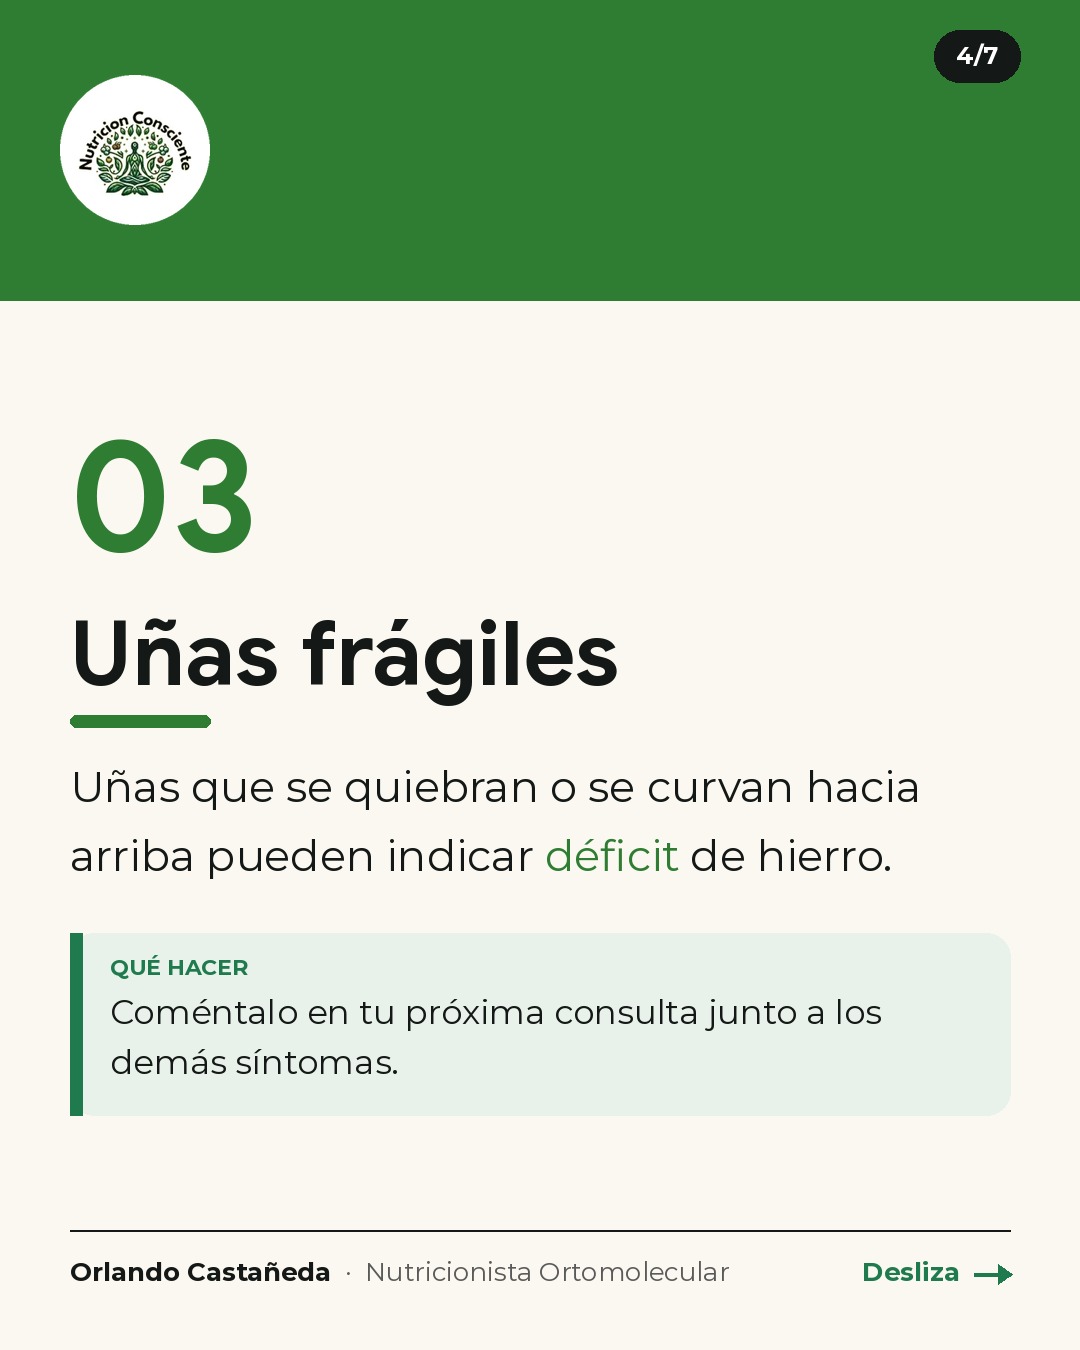 4/7
Nutricion Consciente
03
Uñas frágiles
Uñas que se quiebran o se curvan hacia
arriba pueden indicar déficit de hierro.
QUÉ HACER
Coméntalo en tu próxima consulta junto a los
demás síntomas.
Orlando Castañeda · Nutricionista Ortomolecular
Desliza →